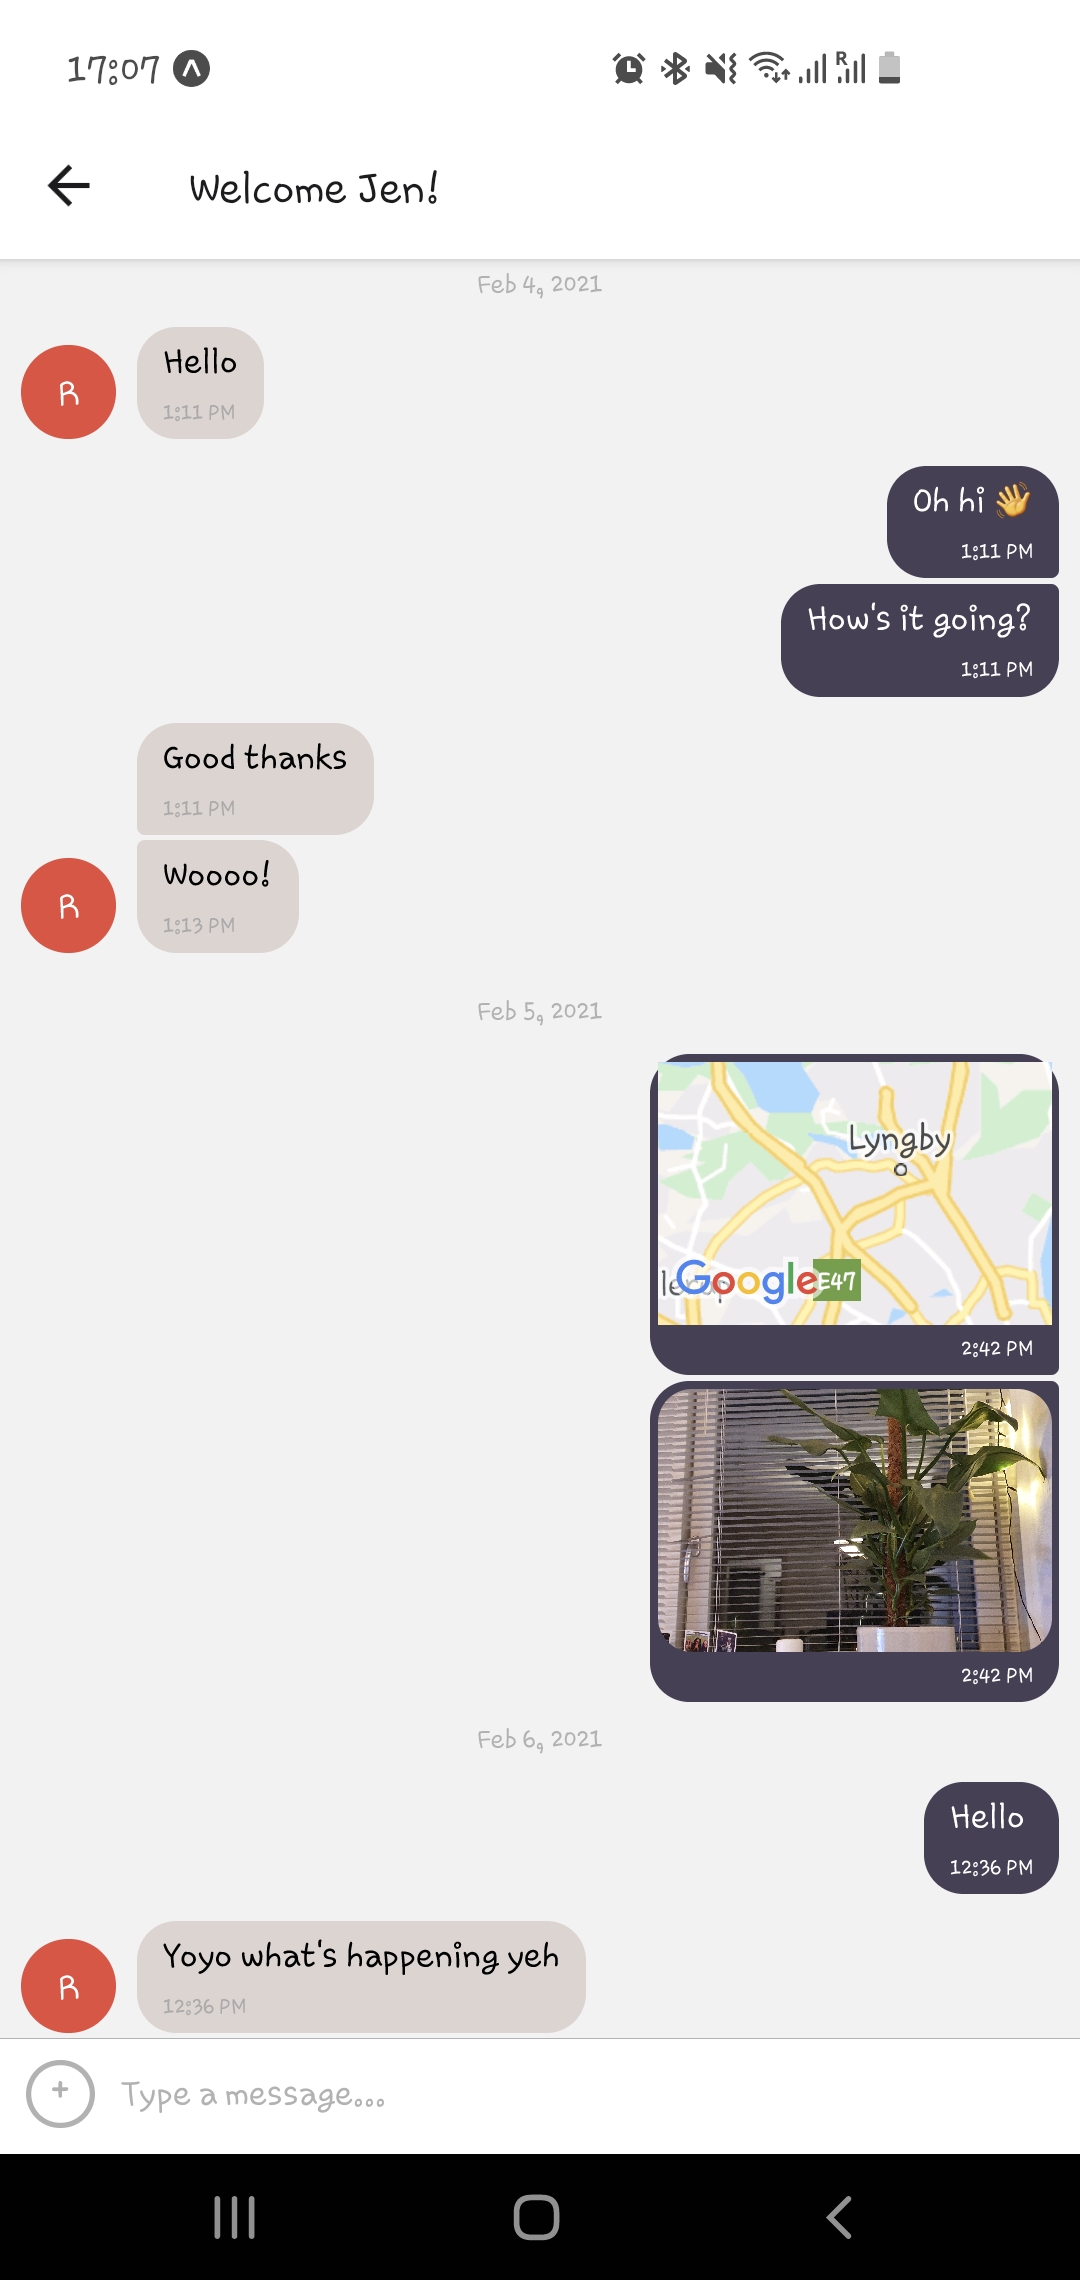 17:07
R
Welcome Jen!
Feb 4, 2021
Hello
1:11 PM
R
Oh hi 👋
1:11 PM
How's it going?
1:11 PM
Good thanks
1:11 PM
Woooo!
1:13 PM
R
Feb 5, 2021
Lyngby
Google
E47
2:42 PM
2:42 PM
Feb 6, 2021
Hello
12:36 PM
Yoyo what's happening yeh
12:36 PM
R
Type a message...